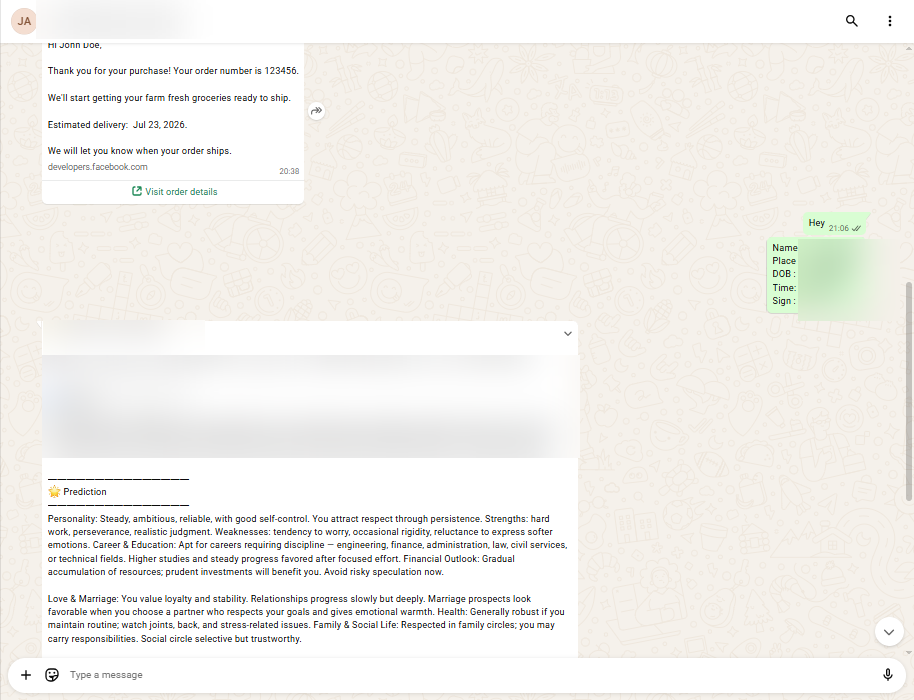 JA
Hi John Doe,
Thank you for your purchase! Your order number is 123456.
We'll start getting your farm fresh groceries ready to ship.
Estimated delivery:  Jul 23, 2026.
We will let you know when your order ships.
developers.facebook.com
20:38
Visit order details
Hey
21:06
Name
Place
DOB :
Time:
Sign :
Prediction
Personality: Steady, ambitious, reliable, with good self-control. You attract respect through persistence. Strengths: hard
work, perseverance, realistic judgment. Weaknesses: tendency to worry, occasional rigidity, reluctance to express softer
emotions. Career & Education: Apt for careers requiring discipline — engineering, finance, administration, law, civil services,
or technical fields. Higher studies and steady progress favored after focused effort. Financial Outlook: Gradual
accumulation of resources; prudent investments will benefit you. Avoid risky speculation now.
Love & Marriage: You value loyalty and stability. Relationships progress slowly but deeply. Marriage prospects look
favorable when you choose a partner who respects your goals and gives emotional warmth. Health: Generally robust if you
maintain routine; watch joints, back, and stress-related issues. Family & Social Life: Respected in family circles; you may
carry responsibilities. Social circle selective but trustworthy.
Type a message